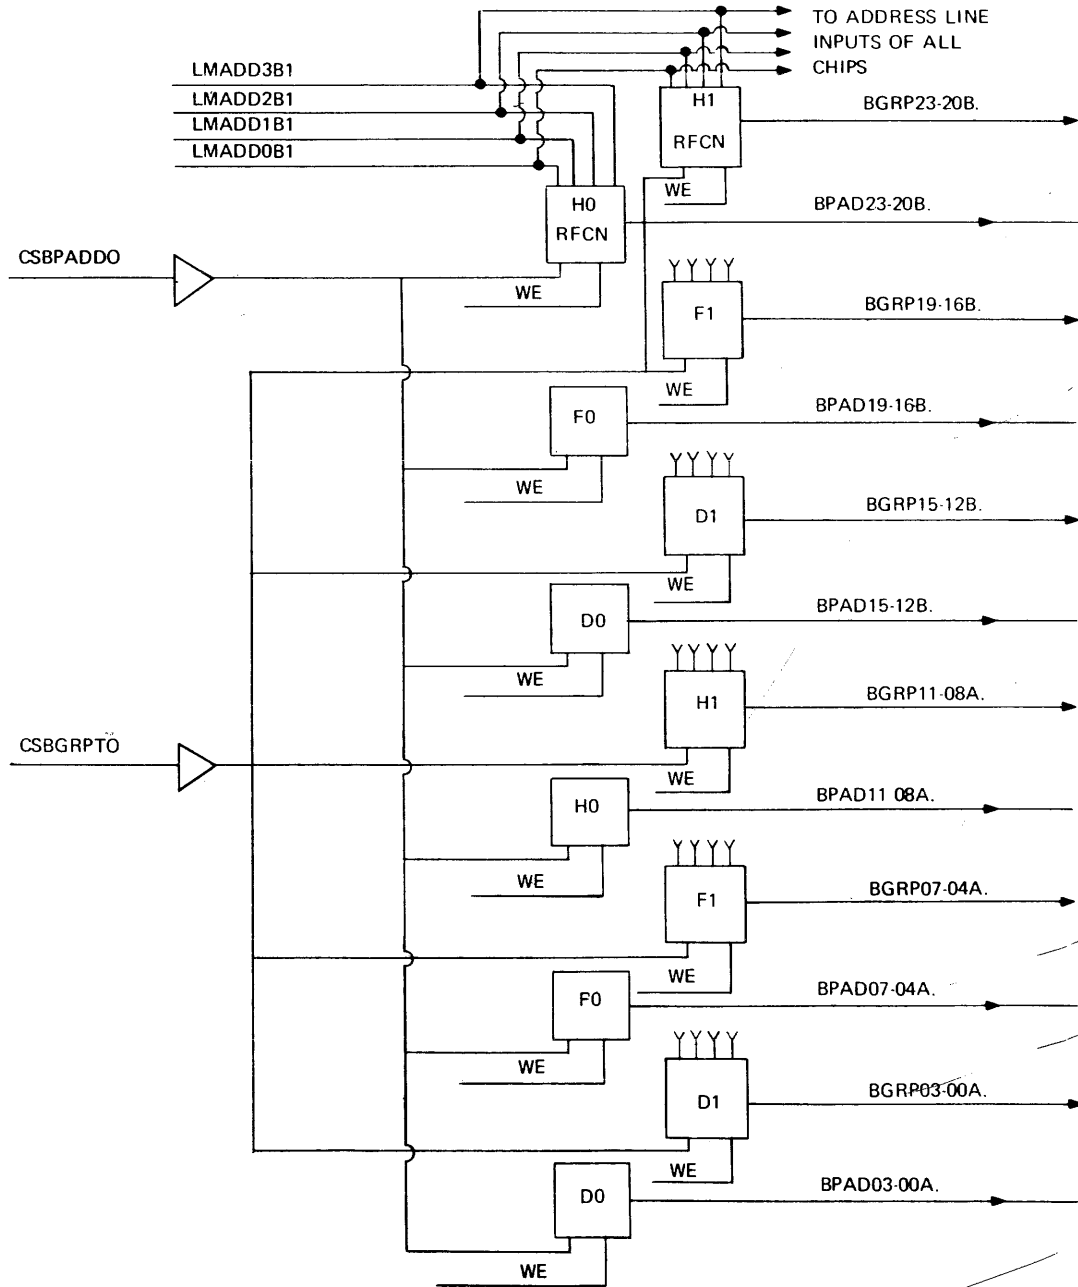 TO ADDRESS LINE
INPUTS OF ALL
CHIPS
LMADD3B1
LMADD2B1
LMADD1B1
LMADD0B1
H1
RFCN
BGRP23-20B.
WE
H0
RFCN
BPAD23-20B.
CSBPADD0
WE
F1
BGRP19-16B.
WE
F0
BPAD19-16B.
WE
D1
BGRP15-12B.
WE
D0
BPAD15-12B.
WE
H1
BGRP11-08A.
CSBGRPT0
WE
H0
BPAD11 08A.
WE
F1
BGRP07-04A.
WE
F0
BPAD07-04A.
WE
D1
BGRP03-00A.
WE
D0
BPAD03-00A.
WE